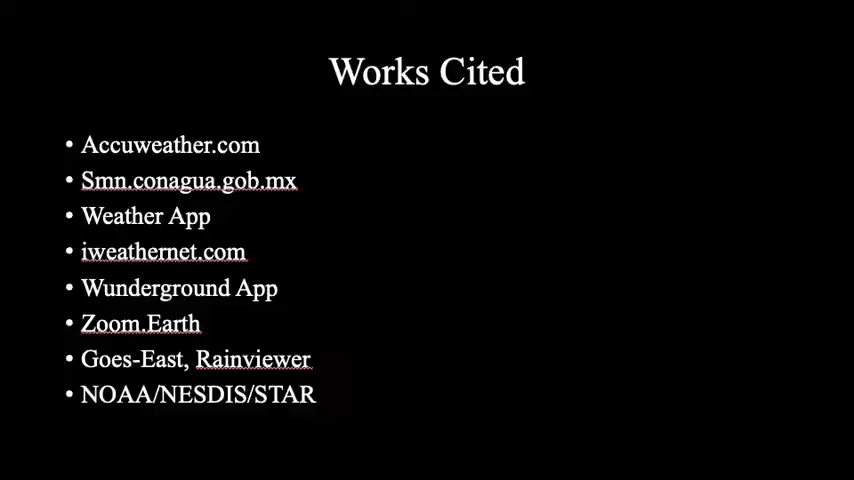 Works Cited
• Accuweather.com
• Smn.conagua.gob.mx
• Weather App
• iweathernet.com
• Wunderground App
• Zoom.Earth
• Goes-East, Rainviewer
• NOAA/NESDIS/STAR